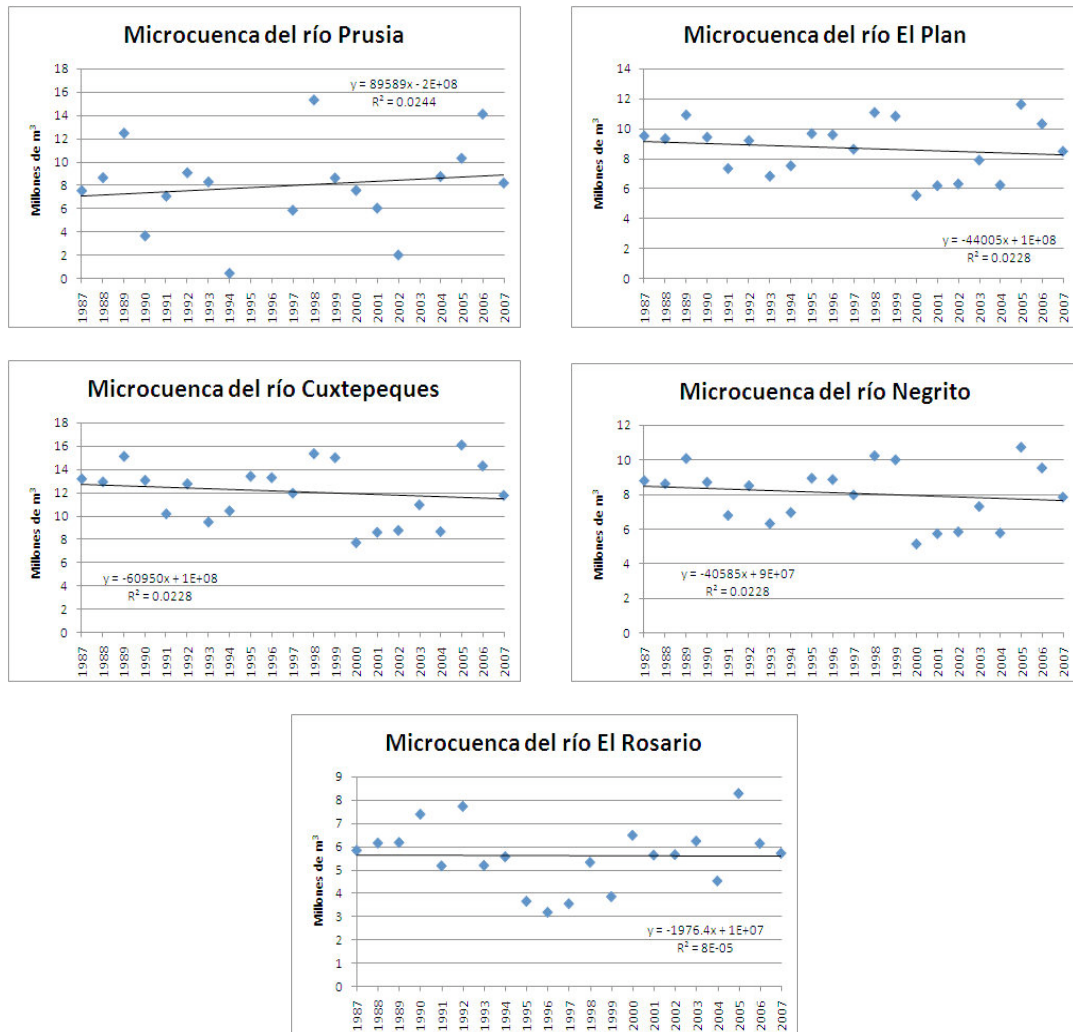 Microcuenca del río Prusia
Millones de m³
18
16
14
12
10
8
6
4
2
0
y = 89589x - 2E+08
R² = 0.0244
1987 1988 1989 1990 1991 1992 1993 1994 1995 1996 1997 1998 1999 2000 2001 2002 2003 2004 2005 2006 2007
Microcuenca del río El Plan
Millones de m³
14
12
10
8
6
4
2
0
y = -44005x + 1E+08
R² = 0.0228
1987 1988 1989 1990 1991 1992 1993 1994 1995 1996 1997 1998 1999 2000 2001 2002 2003 2004 2005 2006 2007
Microcuenca del río Cuxtepeques
Millones de m³
18
16
14
12
10
8
6
4
2
0
y = -60950x + 1E+08
R² = 0.0228
1987 1988 1989 1990 1991 1992 1993 1994 1995 1996 1997 1998 1999 2000 2001 2002 2003 2004 2005 2006 2007
Microcuenca del río Negrito
Millones de m³
12
10
8
6
4
2
0
y = -40585x + 9E+07
R² = 0.0228
1987 1988 1989 1990 1991 1992 1993 1994 1995 1996 1997 1998 1999 2000 2001 2002 2003 2004 2005 2006 2007
Microcuenca del río El Rosario
Millones de m³
9
8
7
6
5
4
3
2
1
0
y = -1976.4x + 1E+07
R² = 8E-05
1987 1988 1989 1990 1991 1992 1993 1994 1995 1996 1997 1998 1999 2000 2001 2002 2003 2004 2005 2006 2007